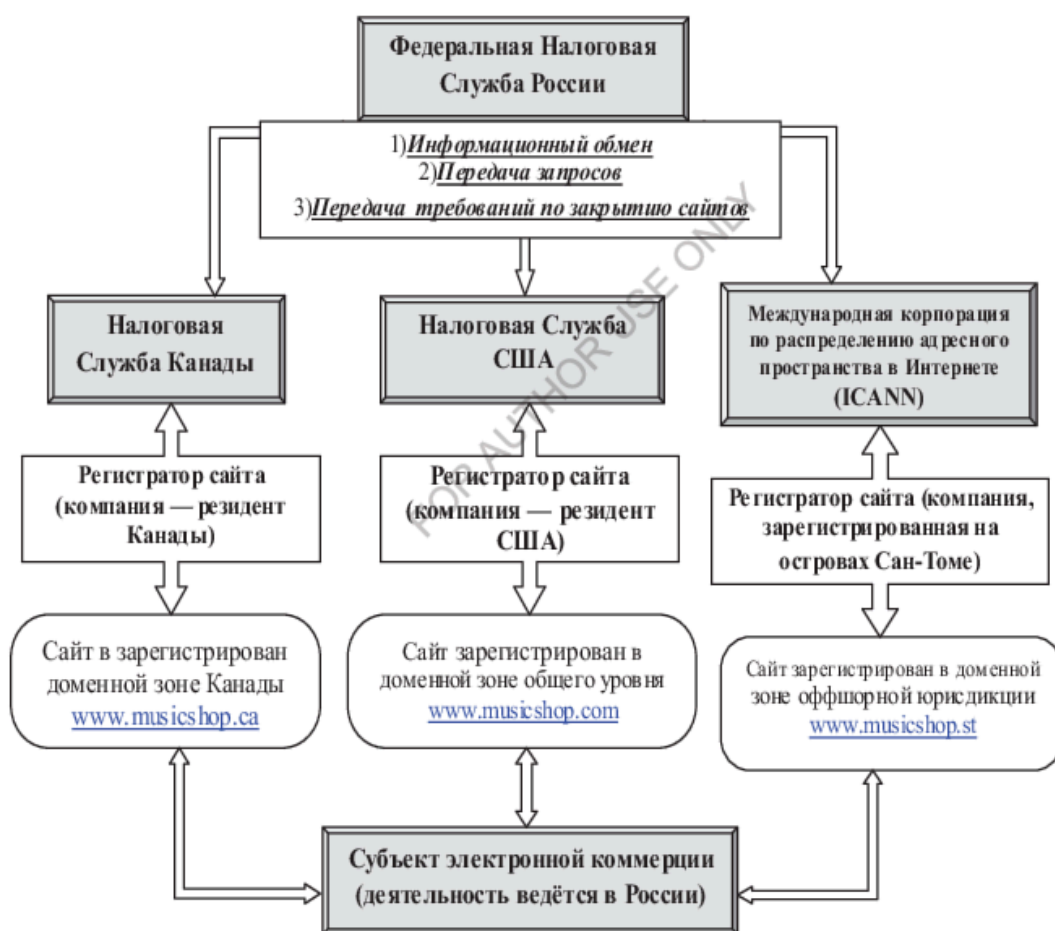 Федеральная Налоговая
Служба России
1)Информационный обмен
2)Передача запросов
3)Передача требований по закрытию сайтов
Налоговая
Служба Канады
Налоговая Служба
США
Международная корпорация
по распределению адресного
пространства в Интернете
(ICANN)
Регистратор сайта
(компания — резидент
Канады)
Регистратор сайта
(компания — резидент
США)
Регистратор сайта (компания,
зарегистрированная на
островах Сан-Томе)
Сайт в зарегистрирован
доменной зоне Канады
www.musicshop.ca
Сайт зарегистрирован в
доменной зоне общего уровня
www.musicshop.com
Сайт зарегистрирован в доменной
зоне оффшорной юрисдикции
www.musicshop.st
Субъект электронной коммерции
(деятельность ведётся в России)
FOR AUTHOR USE ONLY